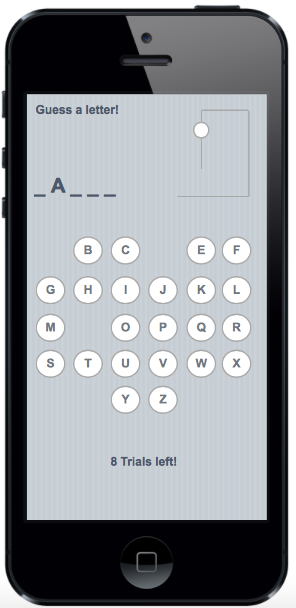 Guess a letter!
_ A _ _ _
B C E F
G H I J K L
M O P Q R
S T U V W X
Y Z
8 Trials left!